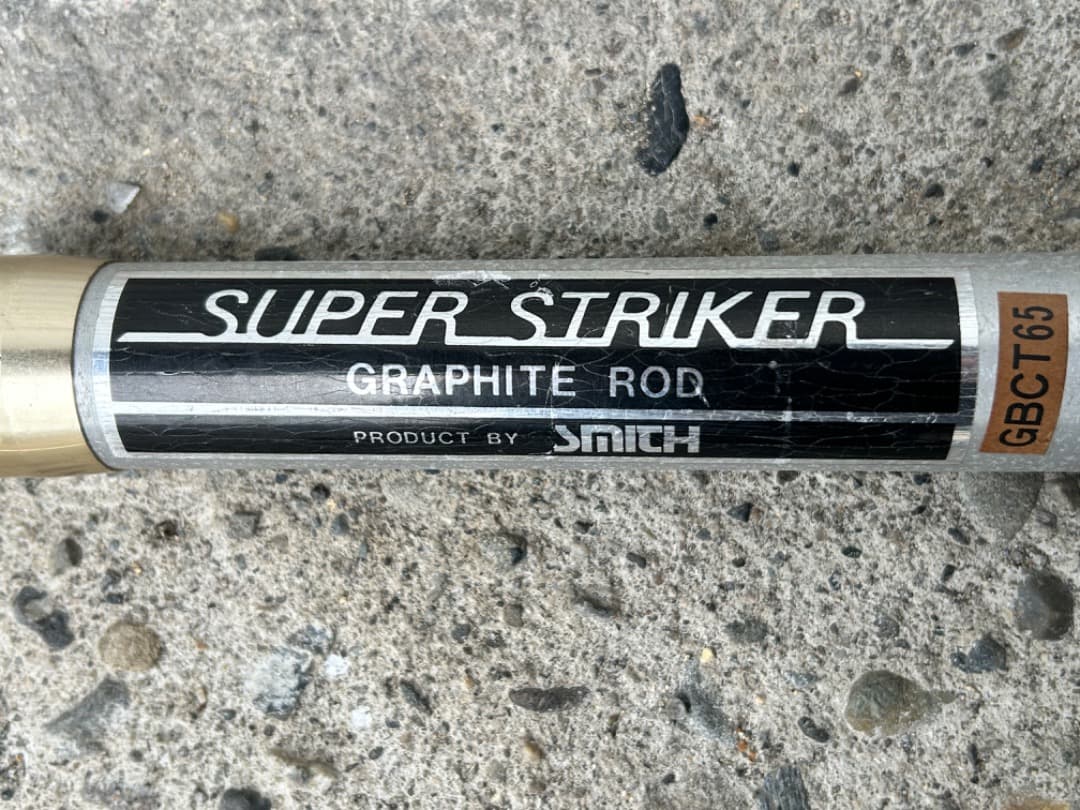 SUPER STRIKER
GRAPHITE ROD
PRODUCT BY SMITH
GBCT65